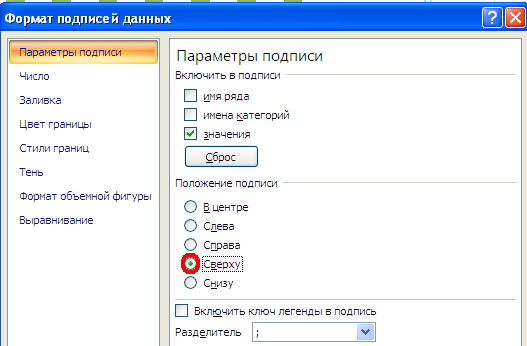 Формат подписей данных
Параметры подписи
Число
Заливка
Цвет границы
Стили границ
Тень
Формат объемной фигуры
Выравнивание
Параметры подписи
Включить в подписи
имя ряда
имена категорий
значения
Сброс
Положение подписи
В центре
Слева
Справа
Сверху
Снизу
Включить ключ легенды в подпись
Разделитель ;